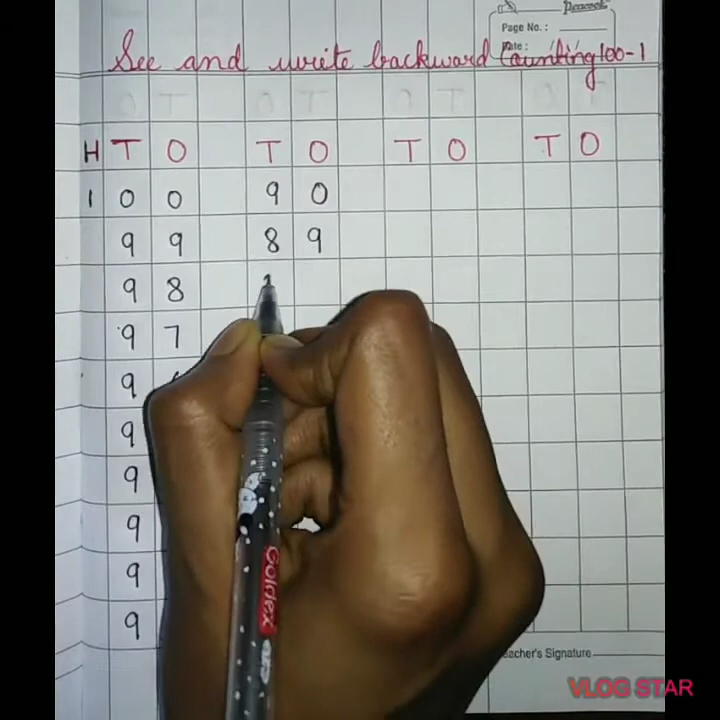 Peacock
Page No.:
Date:
See and write backward Counting 100-1
H T O T O T O T O
1 0 0 9 0
9 9 8 9
9 8
9 7
9
9
9
9
9
9
Goldex
Teacher's Signature
VLOG STAR